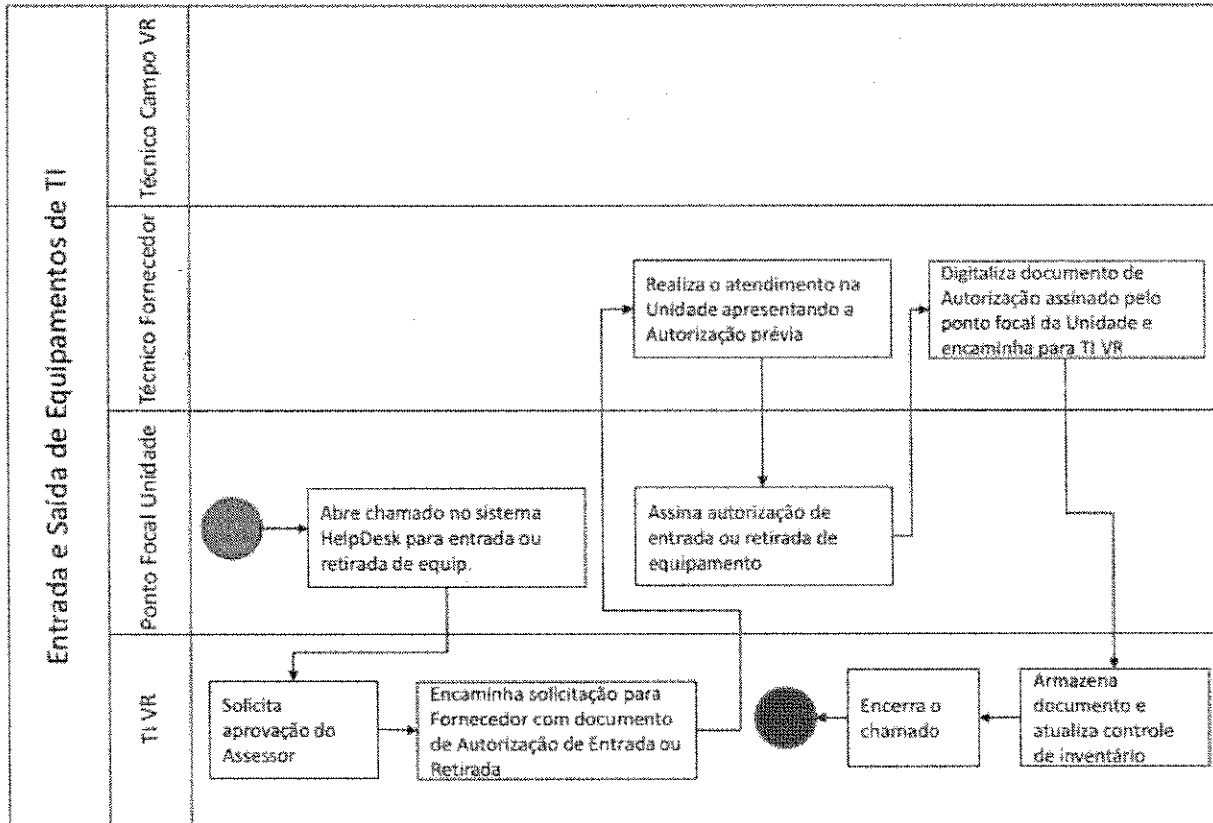 Entrada e Saída de Equipamentos de TI
Técnico Campo VR
Técnico Fornecedor
Realiza o atendimento na
Unidade apresentando a
Autorização prévia
Digitaliza documento de
Autorização assinado pelo
ponto focal da Unidade e
encaminha para TI VR
Ponto Focal Unidade
Abre chamado no sistema
HelpDesk para entrada ou
retirada de equip.
Assina autorização de
entrada ou retirada de
equipamento
TI VR
Solicita
aprovação do
Assessor
Encaminha solicitação para
Fornecedor com documento
de Autorização de Entrada ou
Retirada
Encerra o
chamado
Armazena
documento e
atualiza controle
de inventário